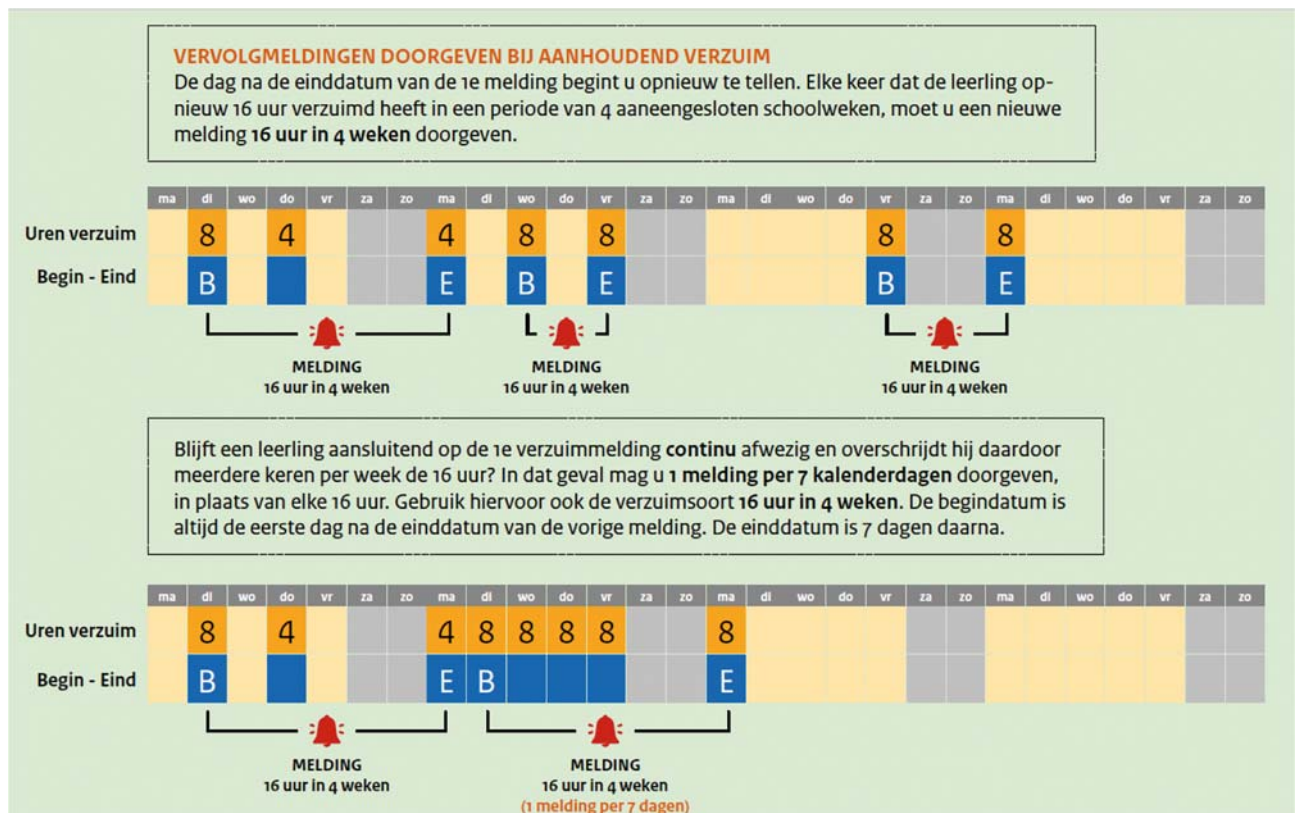 VERVOLGMELDINGEN DOORGEVEN BIJ AANHOUDEND VERZUIM
De dag na de einddatum van de 1e melding begint u opnieuw te tellen. Elke keer dat de leerling op-
nieuw 16 uur verzuimd heeft in een periode van 4 aaneengesloten schoolweken, moet u een nieuwe
melding 16 uur in 4 weken doorgeven.
ma di wo do vr za zo ma di wo do vr za zo ma di wo do vr za zo ma di wo do vr za zo
Uren verzuim 8 4 4 8 8 8 8
Begin - Eind B E B E B E
MELDING MELDING MELDING
16 uur in 4 weken 16 uur in 4 weken 16 uur in 4 weken
Blijft een leerling aansluitend op de 1e verzuimmelding continu afwezig en overschrijdt hij daardoor
meerdere keren per week de 16 uur? In dat geval mag u 1 melding per 7 kalenderdagen doorgeven,
in plaats van elke 16 uur. Gebruik hiervoor ook de verzuimsoort 16 uur in 4 weken. De begindatum is
altijd de eerste dag na de einddatum van de vorige melding. De einddatum is 7 dagen daarna.
ma di wo do vr za zo ma di wo do vr za zo ma di wo do vr za zo ma di wo do vr za zo
Uren verzuim 8 4 4 8 8 8 8 8
Begin - Eind B E B E
MELDING MELDING
16 uur in 4 weken 16 uur in 4 weken
(1 melding per 7 dagen)